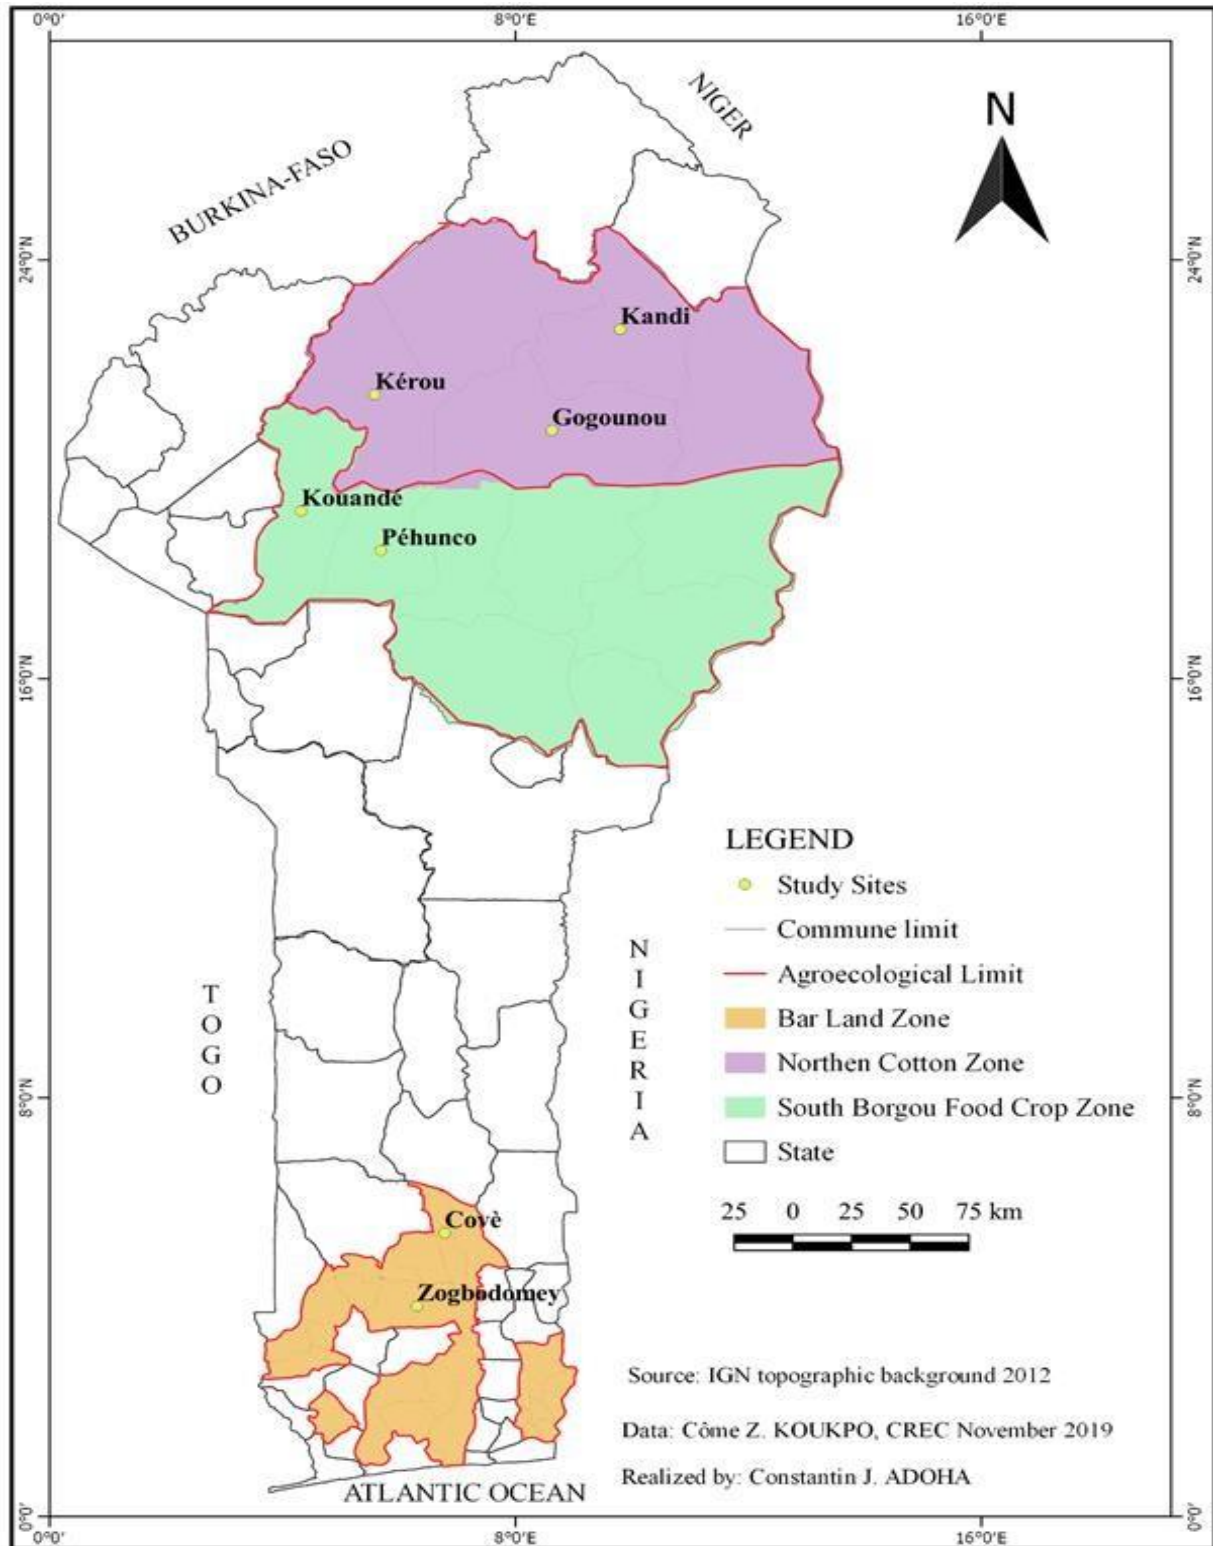 0°0' 8°0'E 16°0'E
NIGER
N
BURKINA-FASO
24°0'N 24°0'N
Kandi
Kérou
Gogounou
Kouandé
Péhunco
16°0'N 16°0'N
LEGEND
Study Sites
Commune limit
Agroecological Limit
Bar Land Zone
Northen Cotton Zone
South Borgou Food Crop Zone
State
TOGO
NIGERIA
8°0'N 8°0'N
25 0 25 50 75 km
Covè
Zogbodomey
Source: IGN topographic background 2012
Data: Côme Z. KOUKPO, CREC November 2019
Realized by: Constantin J. ADOHA
ATLANTIC OCEAN
0°0' 0°0'
0°0' 8°0'E 16°0'E